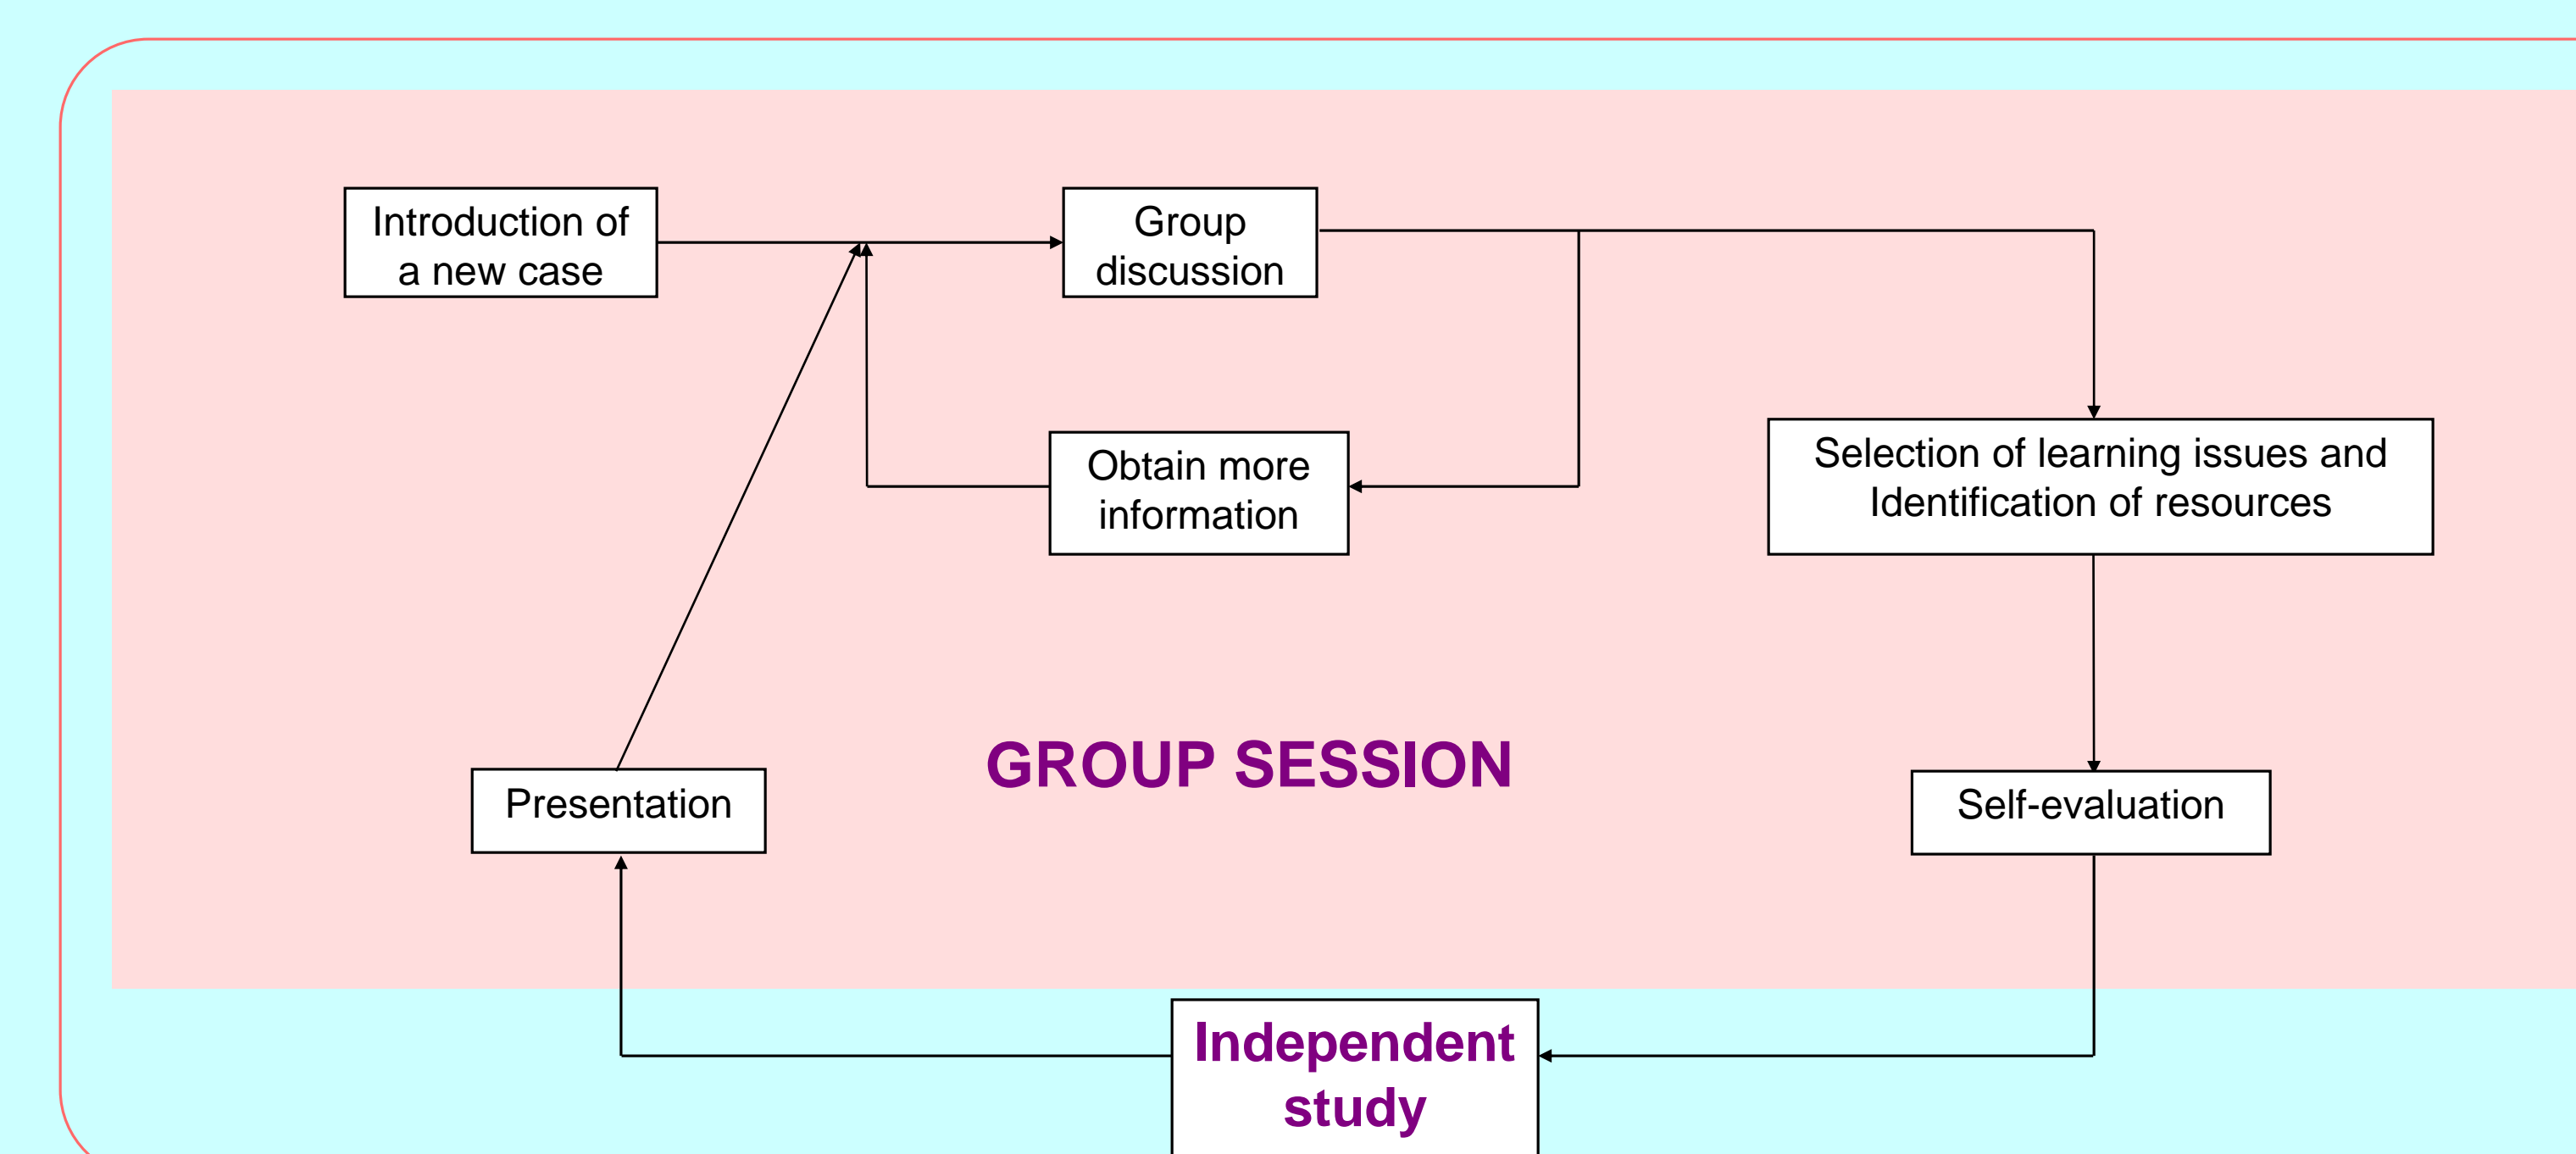 Introduction of
a new case
Group
discussion
Obtain more
information
Selection of learning issues and
Identification of resources
GROUP SESSION
Presentation
Self-evaluation
Independent
study